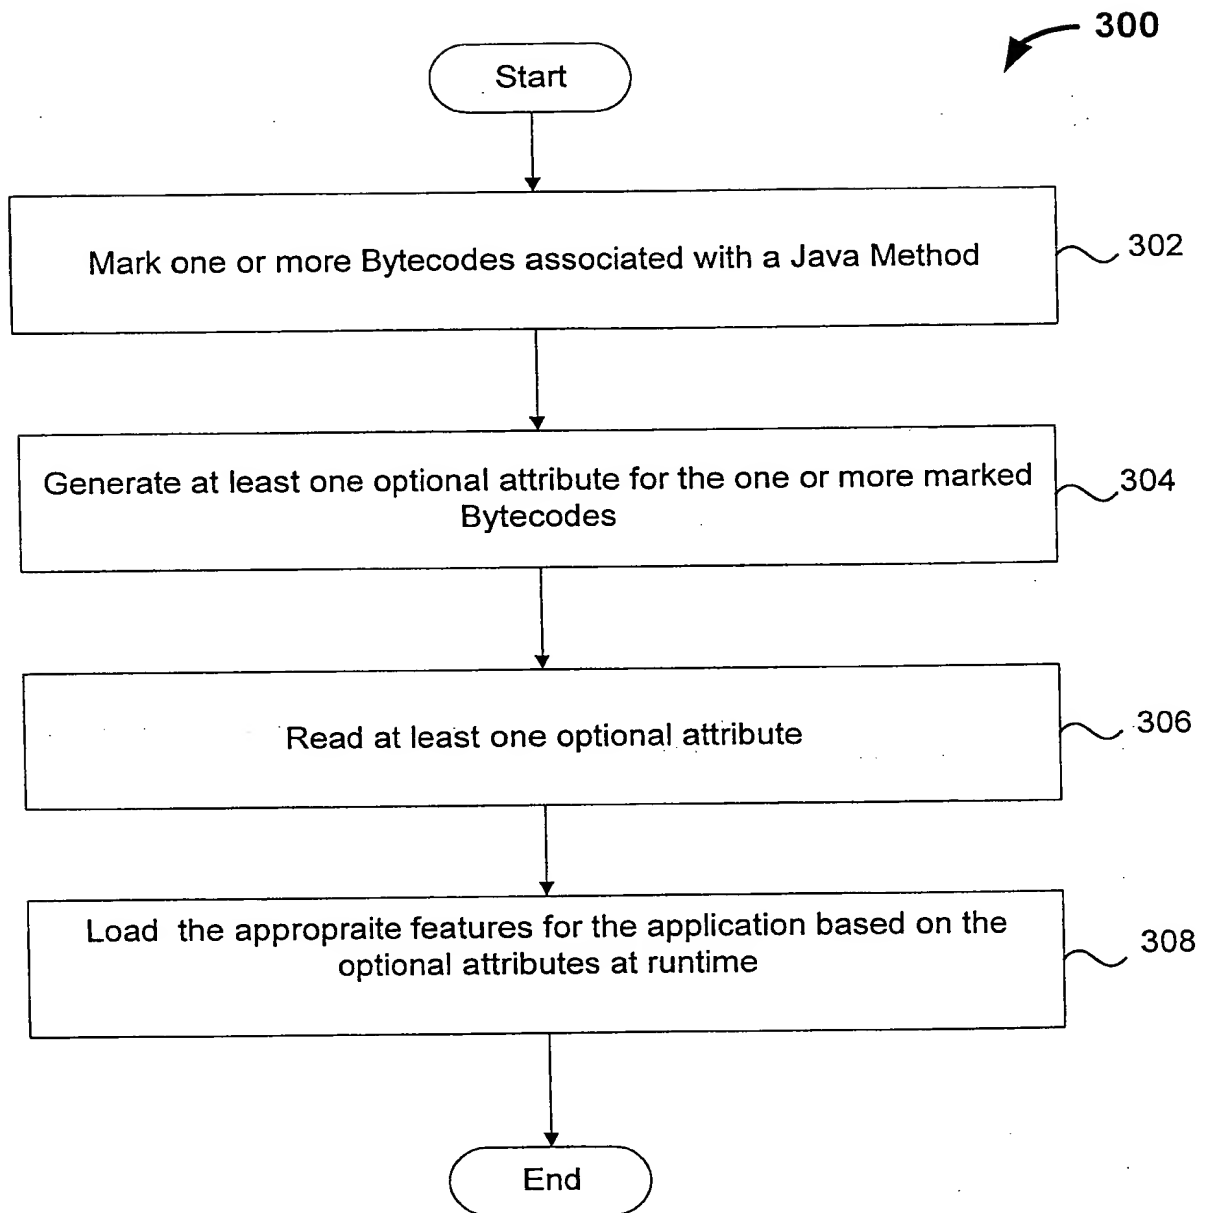 300
Start
Mark one or more Bytecodes associated with a Java Method
302
Generate at least one optional attribute for the one or more marked
Bytecodes
304
Read at least one optional attribute
306
Load the appropraite features for the application based on the
optional attributes at runtime
308
End